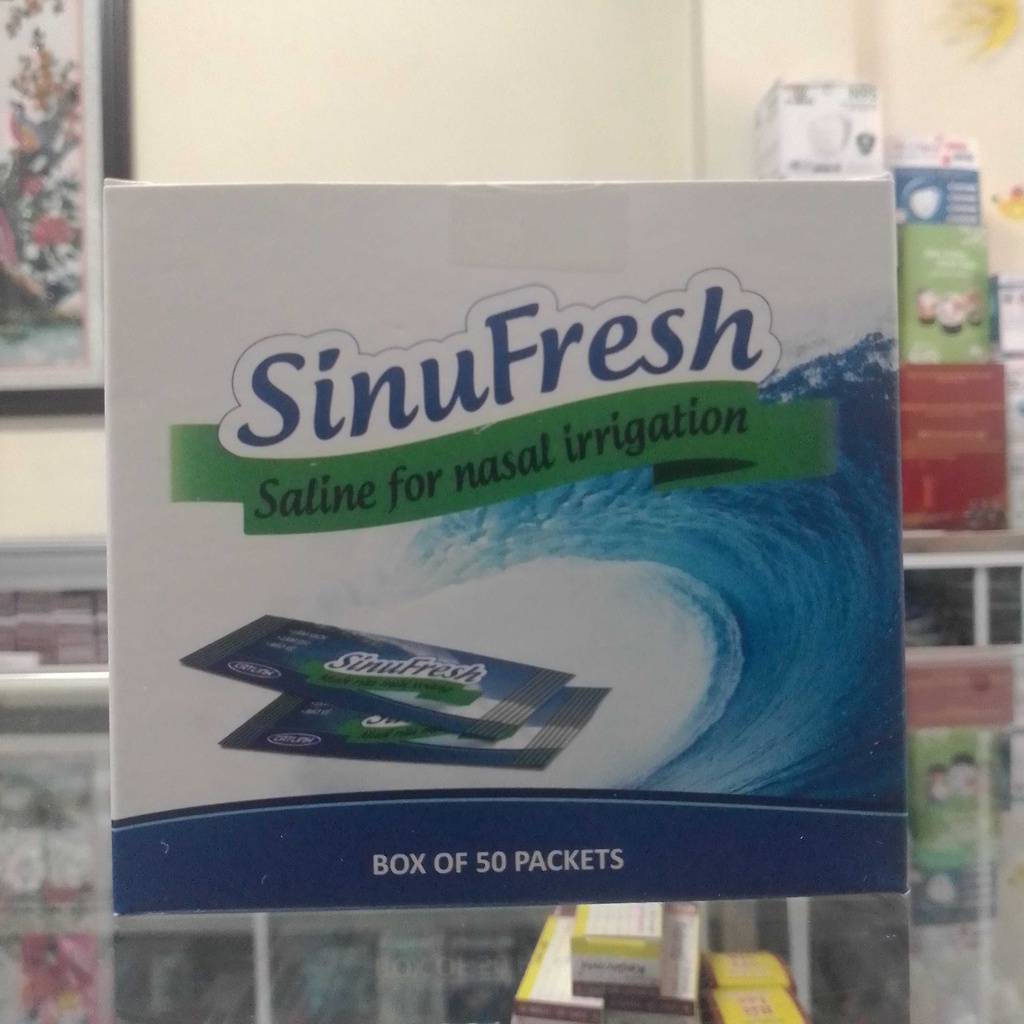 SinuFresh
Saline for nasal irrigation
SinuFresh
BOX OF 50 PACKETS